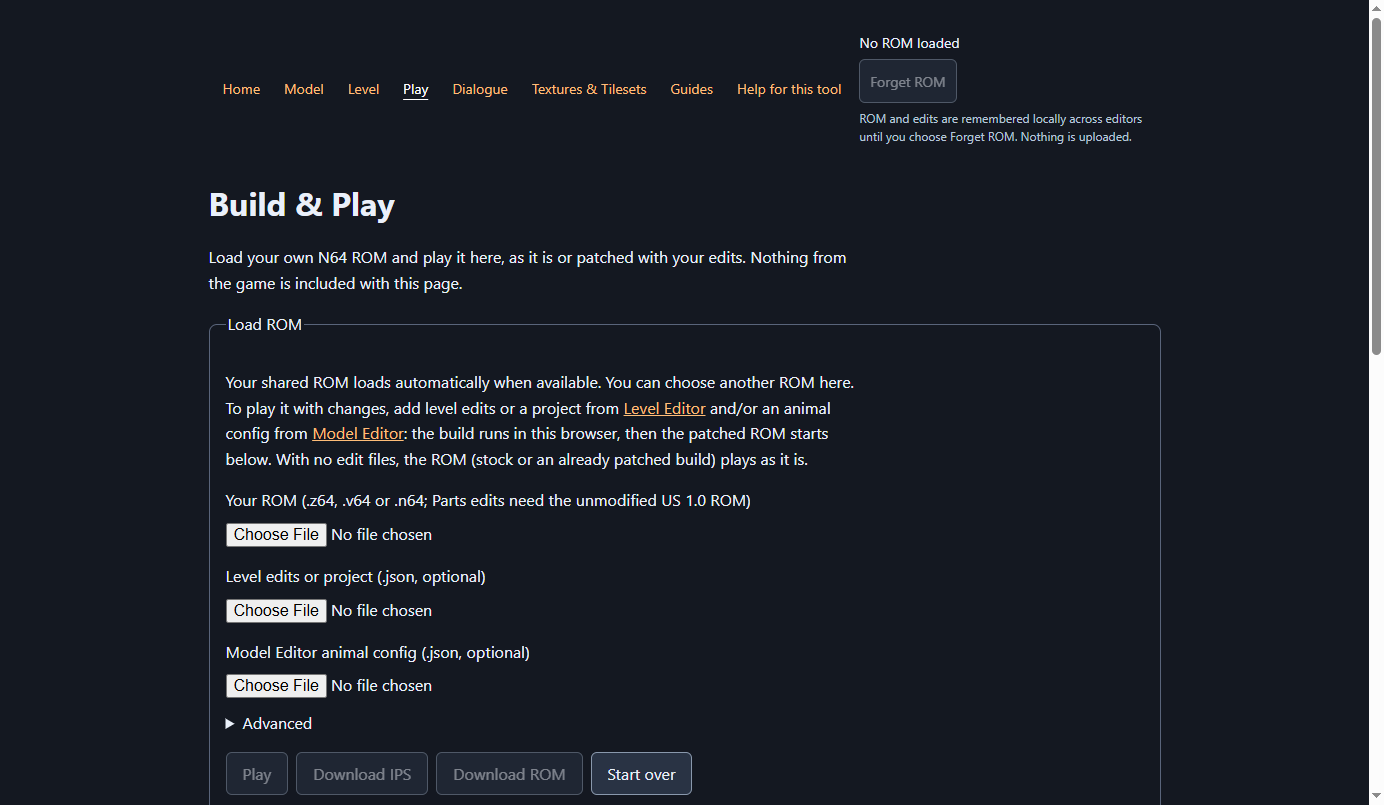 No ROM loaded
Home Model Level Play Dialogue Textures & Tilesets Guides Help for this tool
Forget ROM
ROM and edits are remembered locally across editors
until you choose Forget ROM. Nothing is uploaded.
Build & Play
Load your own N64 ROM and play it here, as it is or patched with your edits. Nothing from
the game is included with this page.
Load ROM
Your shared ROM loads automatically when available. You can choose another ROM here.
To play it with changes, add level edits or a project from Level Editor and/or an animal
config from Model Editor: the build runs in this browser, then the patched ROM starts
below. With no edit files, the ROM (stock or an already patched build) plays as it is.
Your ROM (.z64, .v64 or .n64; Parts edits need the unmodified US 1.0 ROM)
Choose File No file chosen
Level edits or project (.json, optional)
Choose File No file chosen
Model Editor animal config (.json, optional)
Choose File No file chosen
Advanced
Play Download IPS Download ROM Start over